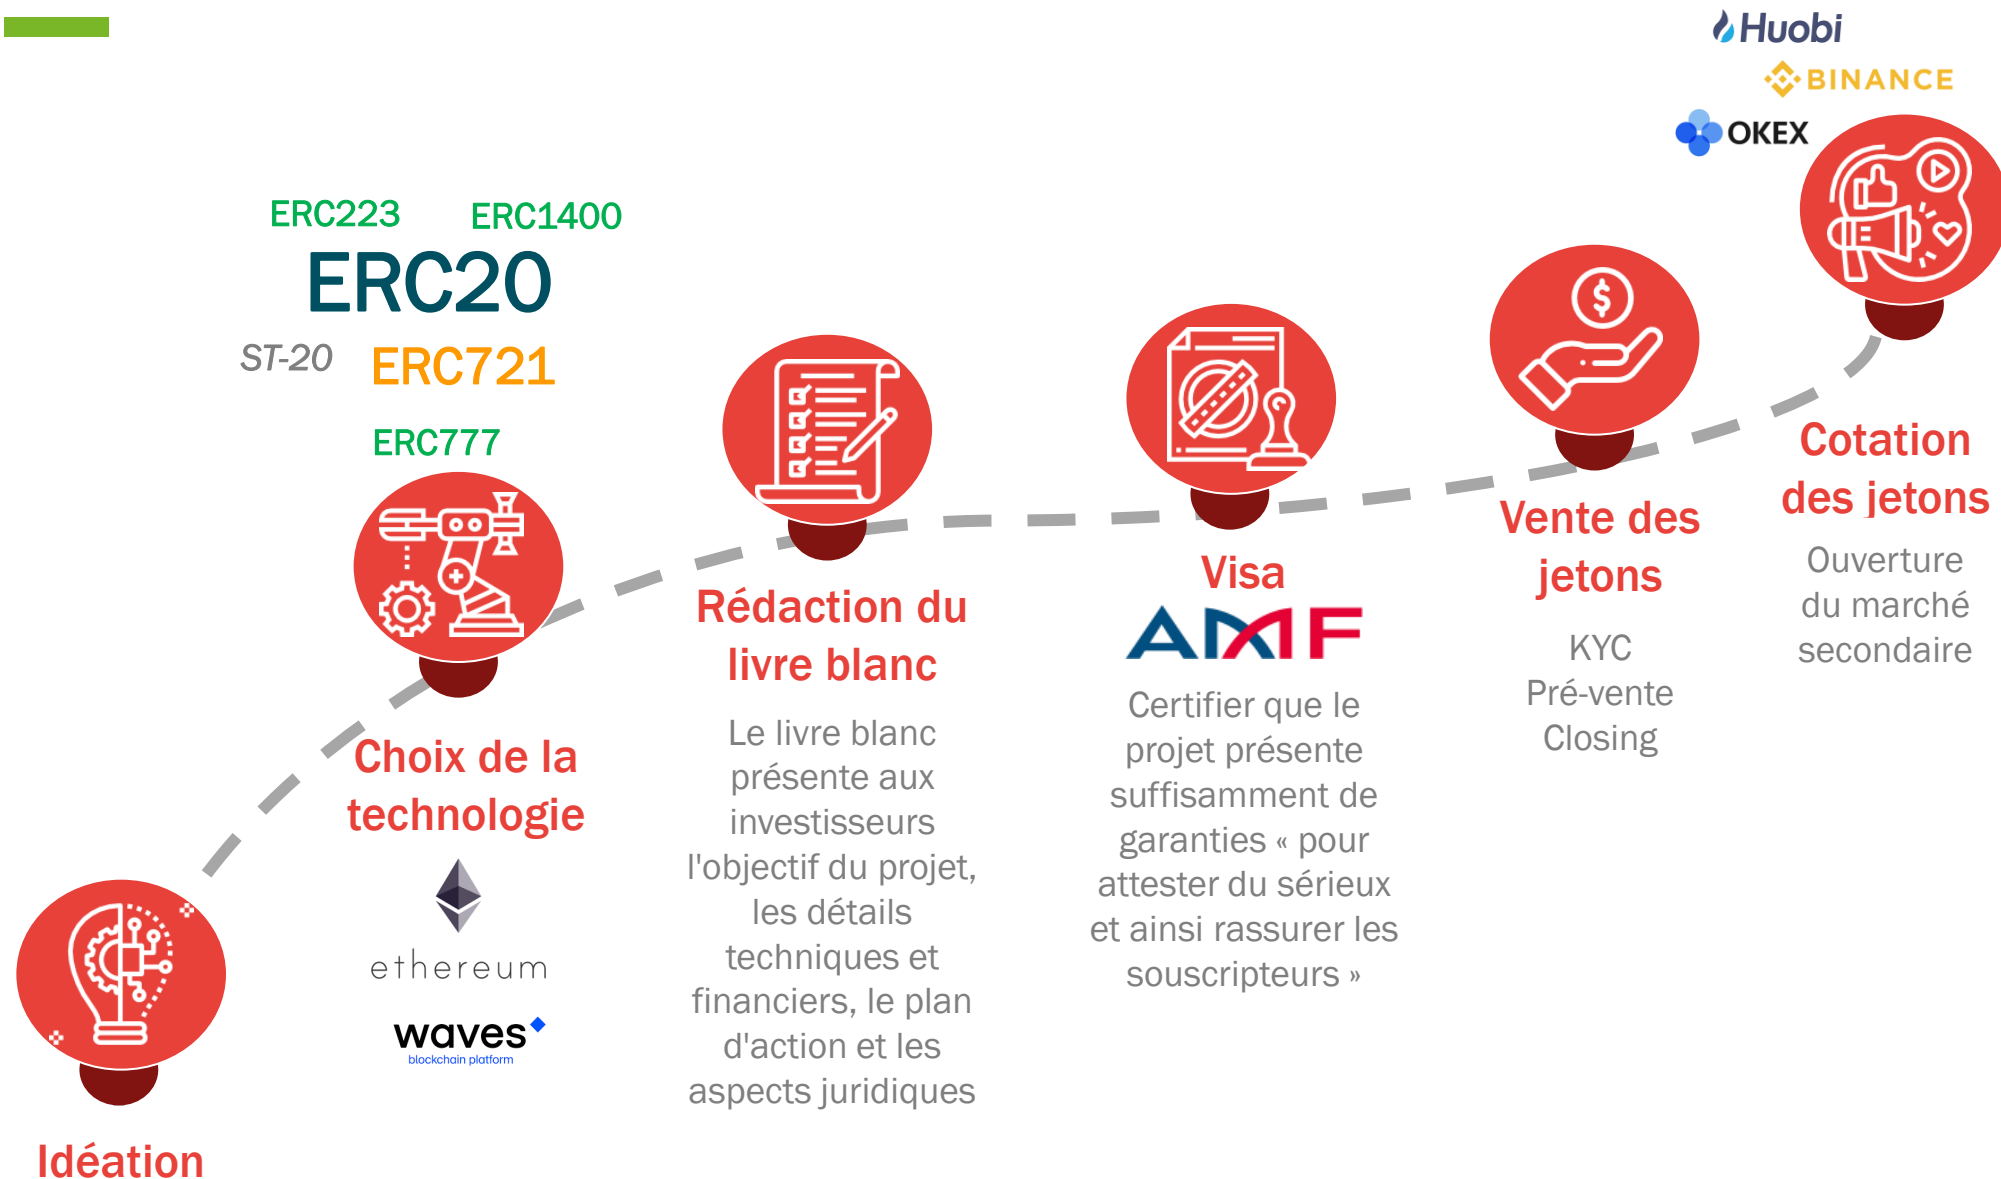 Huobi
BINANCE
OKEX
ERC223
ERC1400
ERC20
ST-20
ERC721
ERC777
Idéation
Choix de la
technologie
ethereum
waves
blockchain platform
Rédaction du
livre blanc
Le livre blanc
présente aux
investisseurs
l'objectif du projet,
les détails
techniques et
financiers, le plan
d'action et les
aspects juridiques
Visa
AMF
Certifier que le
projet présente
suffisamment de
garanties « pour
attester du sérieux
et ainsi rassurer les
souscripteurs »
Vente des
jetons
KYC
Pré-vente
Closing
Cotation
des jetons
Ouverture
du marché
secondaire